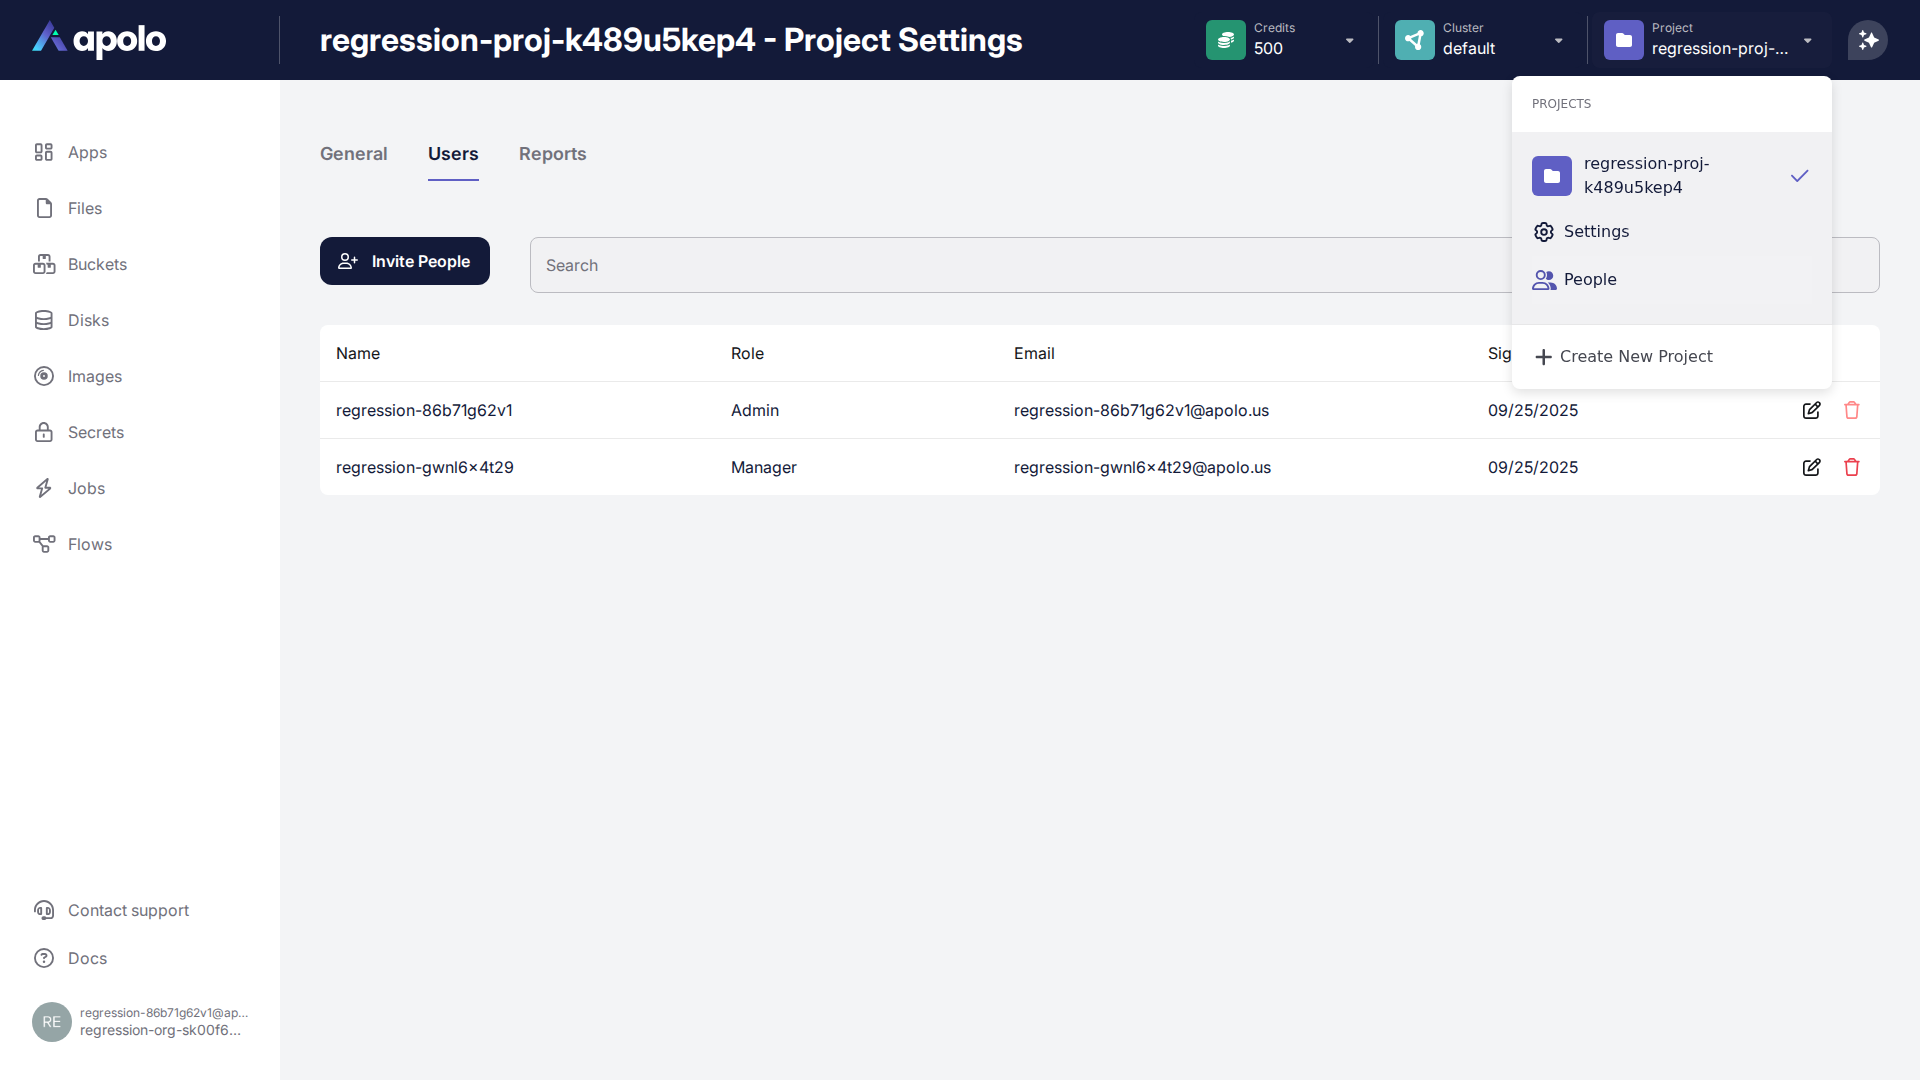 apolo
regression-proj-k489u5kep4 - Project Settings
Credits
500
Cluster
default
Project
regression-proj-...
PROJECTS
regression-proj-
k489u5kep4
Settings
People
Create New Project
Apps
Files
Buckets
Disks
Images
Secrets
Jobs
Flows
General Users Reports
Invite People
Search
Name Role Email Sig
regression-86b71g62v1 Admin regression-86b71g62v1@apolo.us 09/25/2025
regression-gwnl6x4t29 Manager regression-gwnl6x4t29@apolo.us 09/25/2025
Contact support
Docs
RE
regression-86b71g62v1@ap...
regression-org-sk00f6...